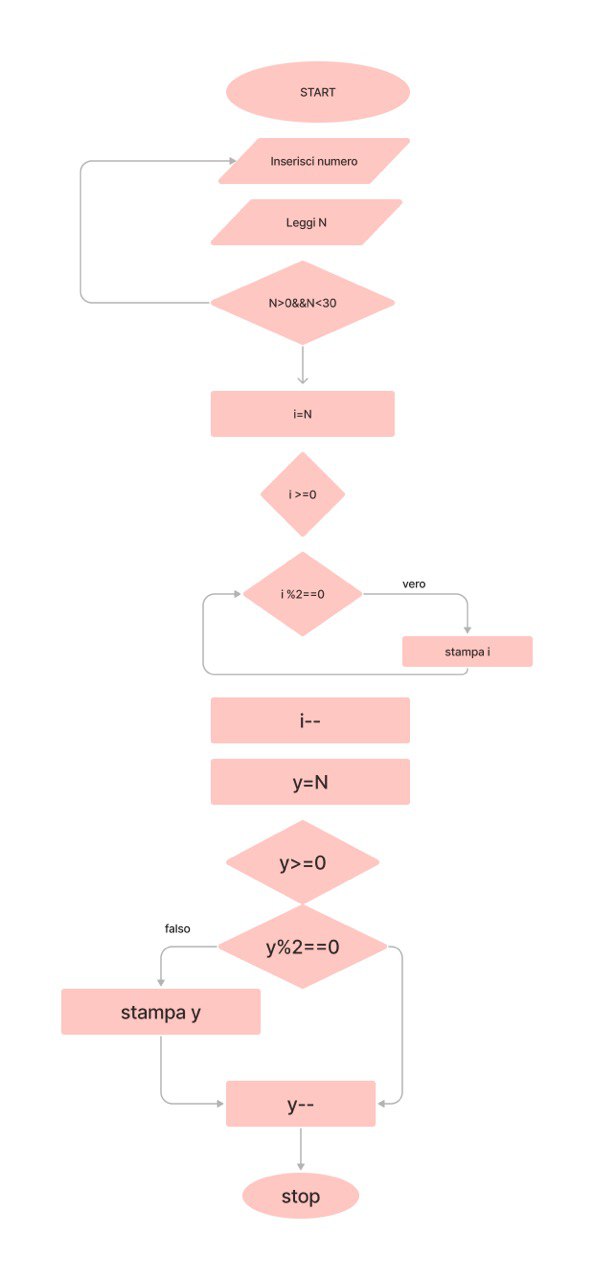 START
Inserisci numero
Leggi N
N>0&&N<30
i=N
i >=0
i %2==0
vero
stampa i
i--
y=N
y>=0
falso
y%2==0
stampa y
y--
stop